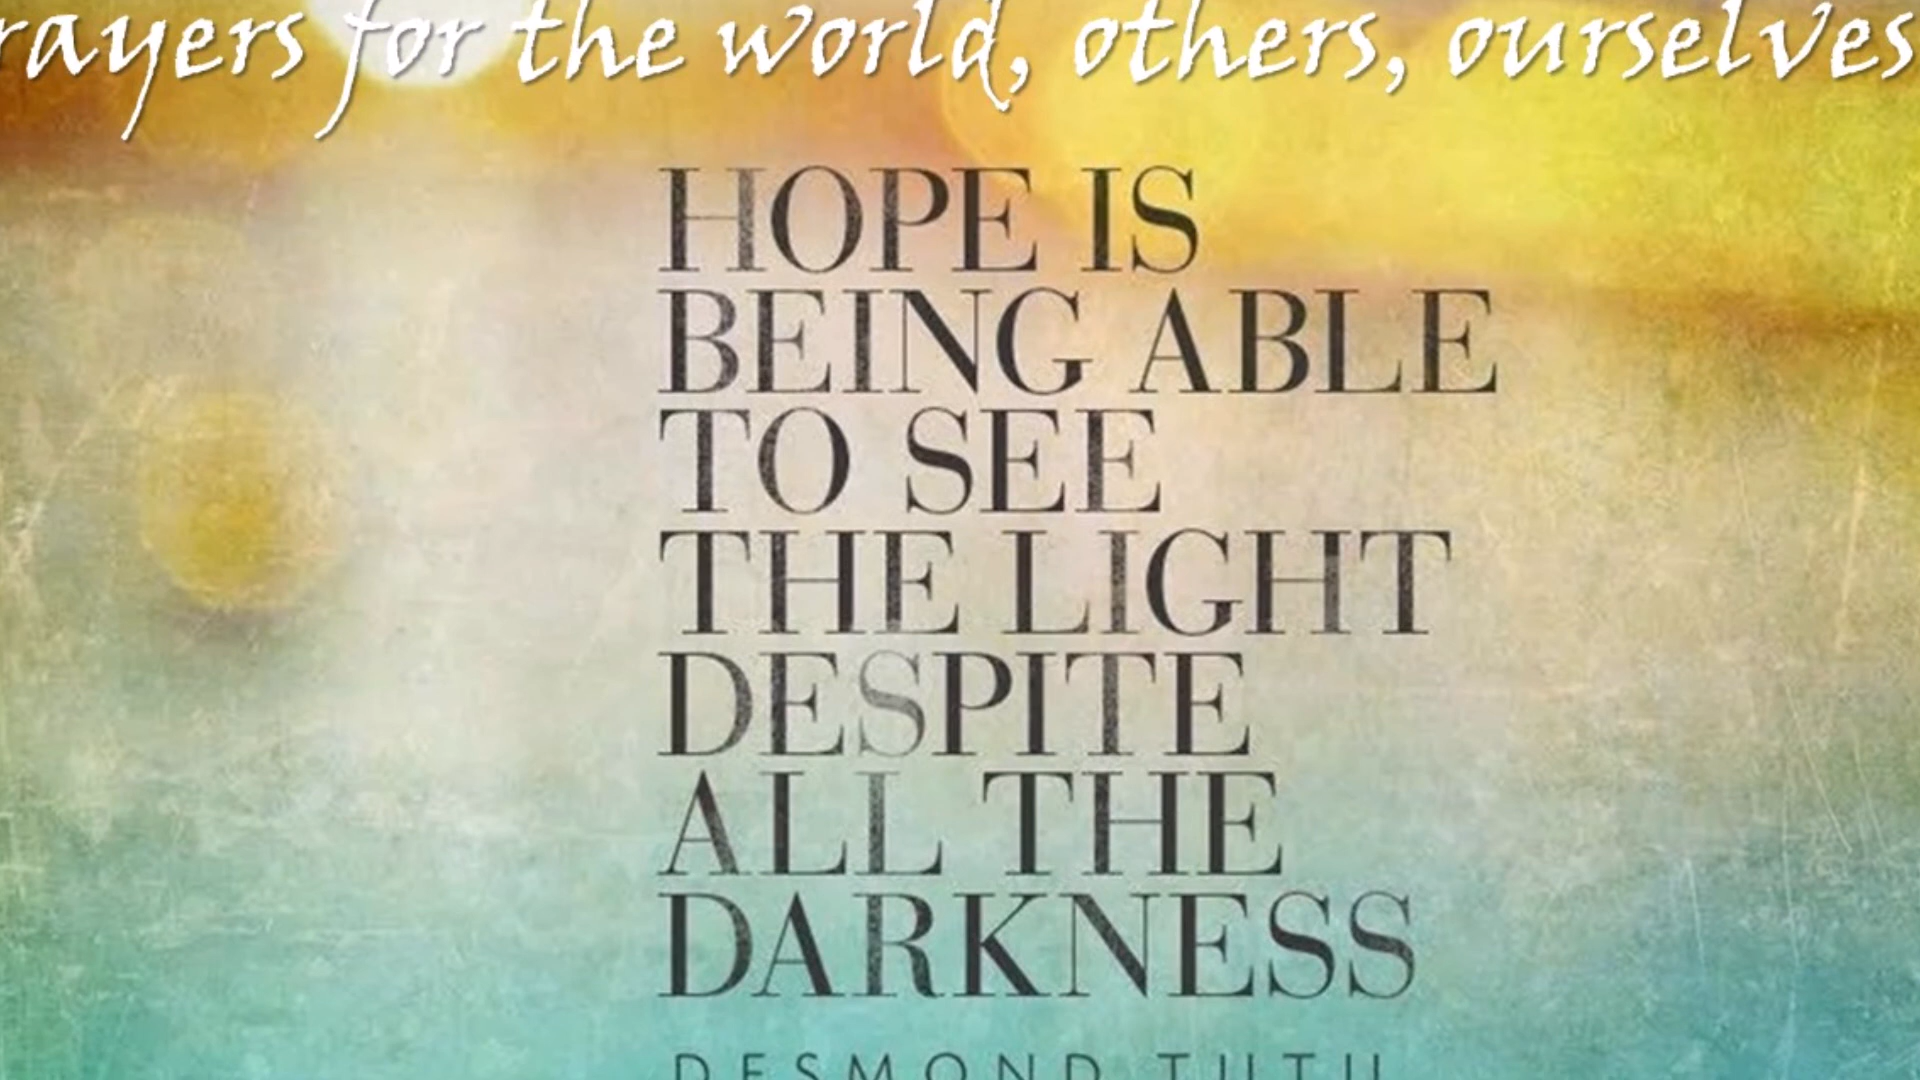 rayers for the world, others, ourselves
HOPE IS
BEING ABLE
TO SEE
THE LIGHT
DESPITE
ALL THE
DARKNESS
DESMOND TUTU